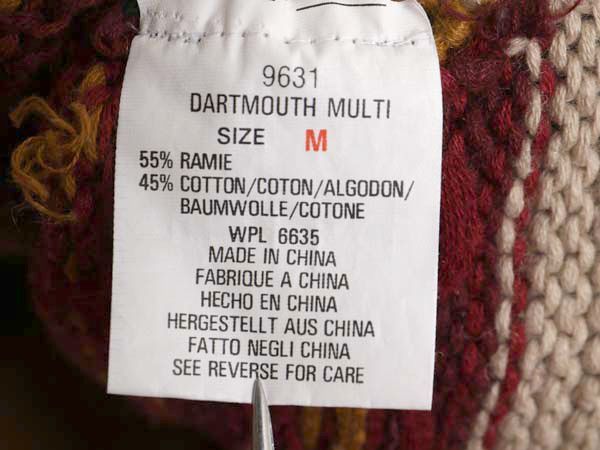 9631
DARTMOUTH MULTI
SIZE M
55% RAMIE
45% COTTON/COTON/ALGODON/
BAUMWOLLE/COTONE
WPL 6635
MADE IN CHINA
FABRIQUE A CHINA
HECHO EN CHINA
HERGESTELLT AUS CHINA
FATTO NEGLI CHINA
SEE REVERSE FOR CARE